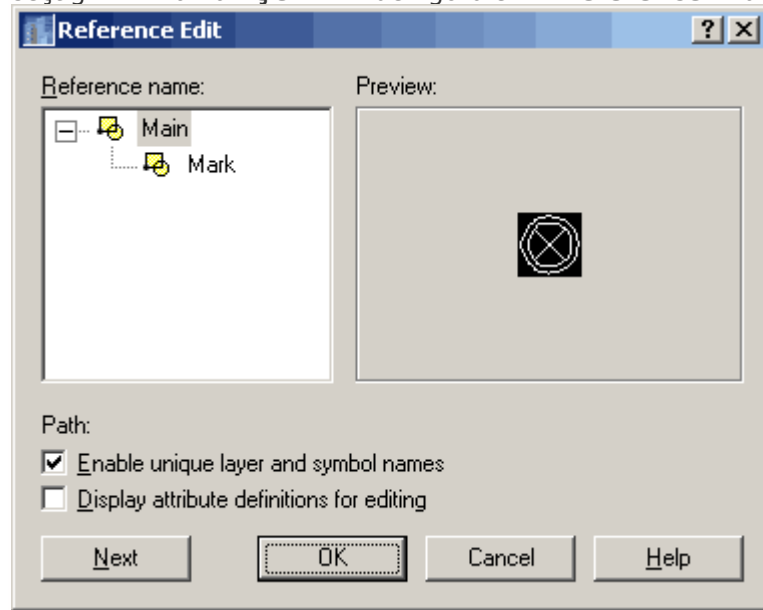 Reference Edit
Reference name:
Preview:
Main
Mark
Path:
Enable unique layer and symbol names
Display attribute definitions for editing
Next
OK
Cancel
Help